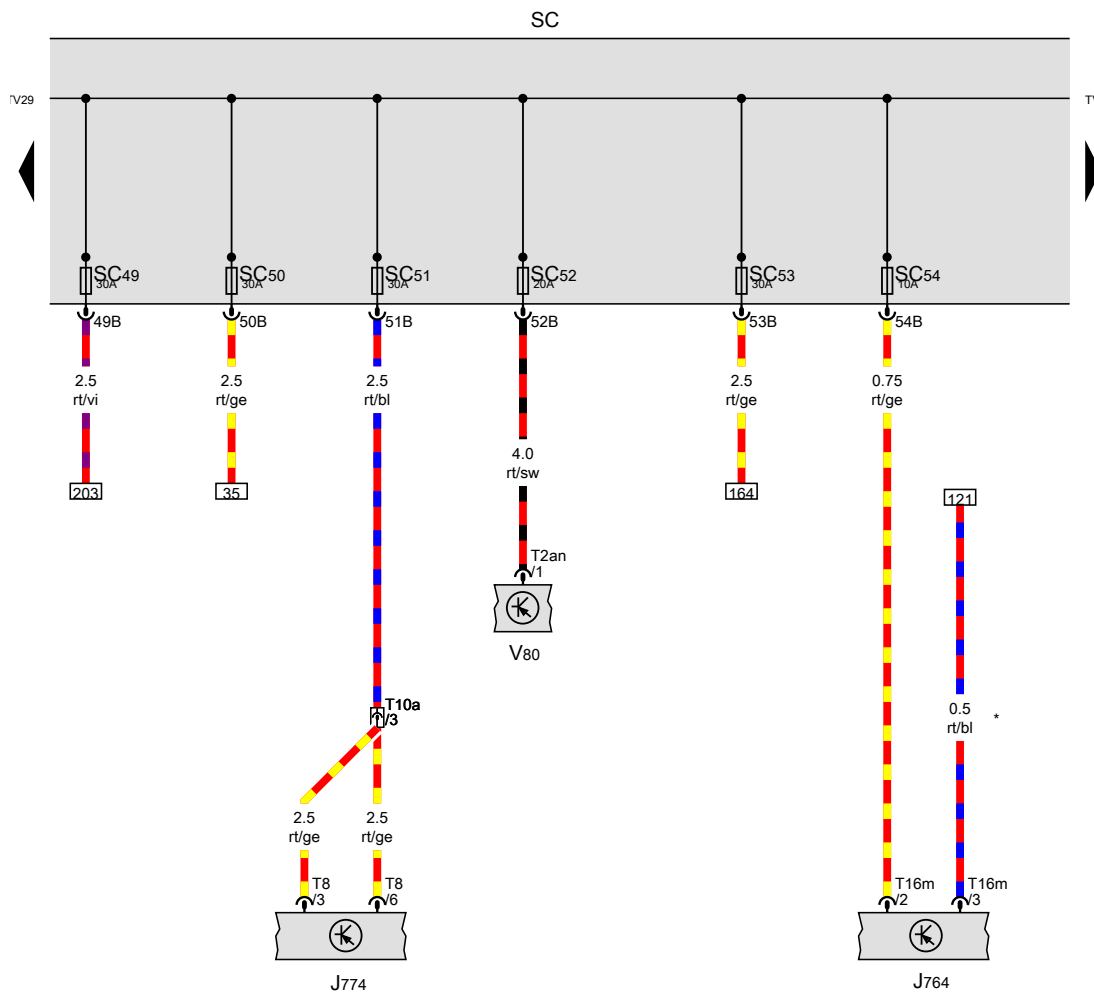 SC
TV29
TV
SC49
30A
SC50
30A
SC51
30A
SC52
20A
SC53
30A
SC54
10A
49B
50B
51B
52B
53B
54B
2.5
rt/vi
2.5
rt/ge
2.5
rt/bl
4.0
rt/sw
2.5
rt/ge
0.75
rt/ge
203
35
164
121
T2an
/1
V80
T10a
/3
0.5
rt/bl
*
2.5
rt/ge
2.5
rt/ge
T8
/3
T8
/6
T16m
/2
T16m
/3
J774
J764